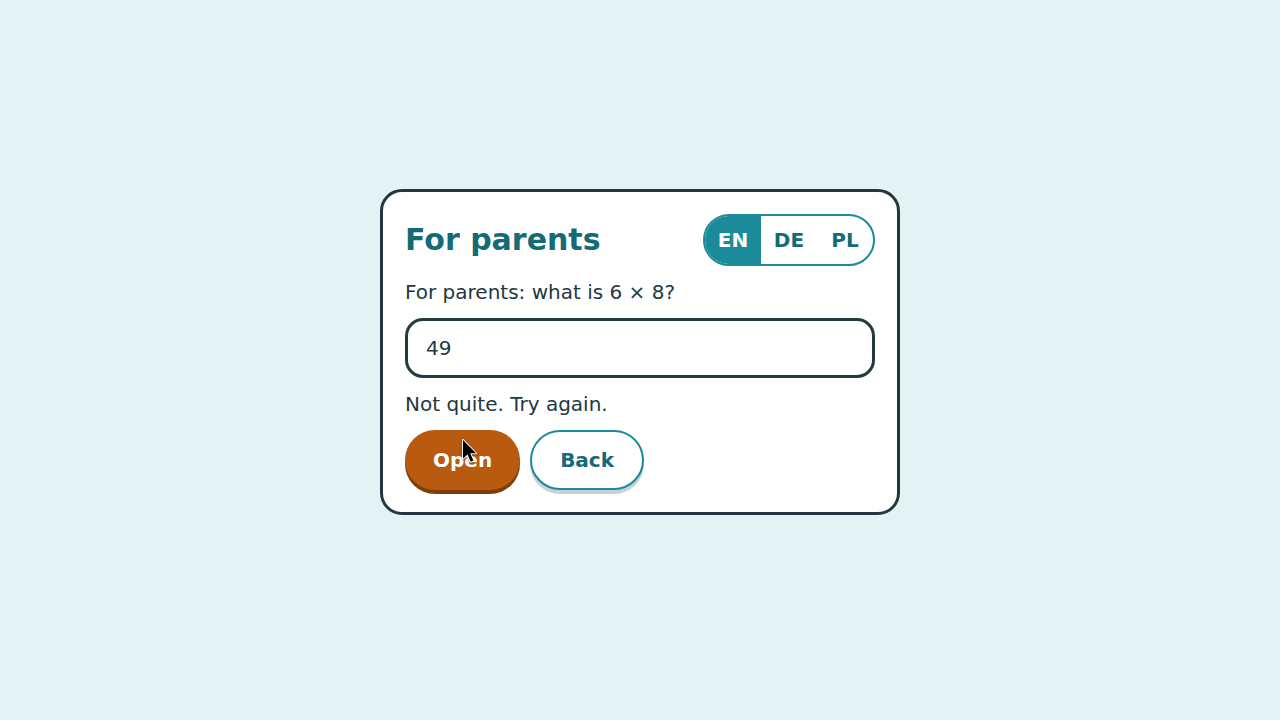 For parents
EN DE PL
For parents: what is 6 × 8?
49
Not quite. Try again.
Open Back